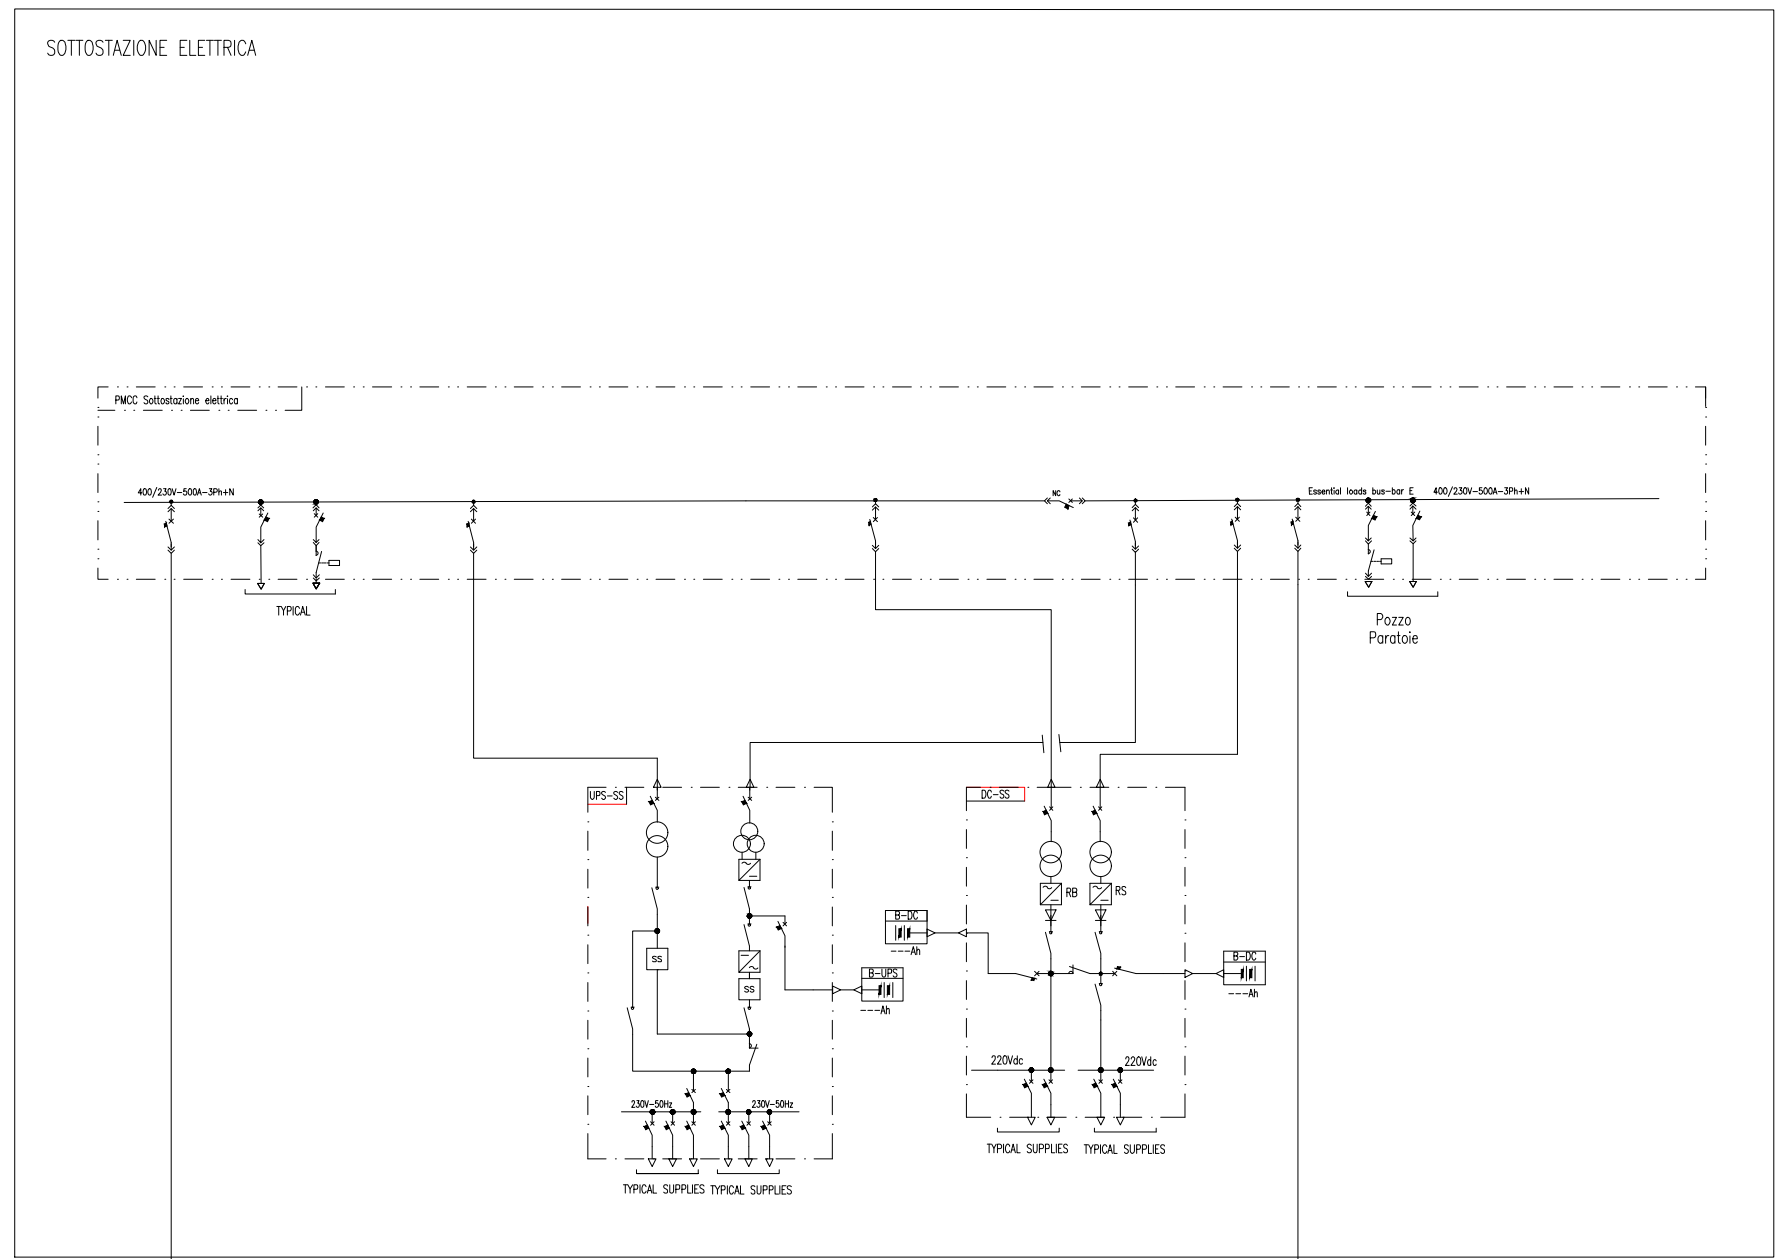 SOTTOSTAZIONE ELETTRICA
PMCC Sottostazione elettrica
400/230V-500A-3Ph+N
NC
Essential loads bus-bar E
400/230V-500A-3Ph+N
TYPICAL
Pozzo
Paratoie
UPS-SS
DC-SS
RB
RS
B-DC
---Ah
SS
B-DC
---Ah
B-UPS
---Ah
SS
220Vdc
220Vdc
230V-50Hz
230V-50Hz
TYPICAL SUPPLIES
TYPICAL SUPPLIES
TYPICAL SUPPLIES
TYPICAL SUPPLIES